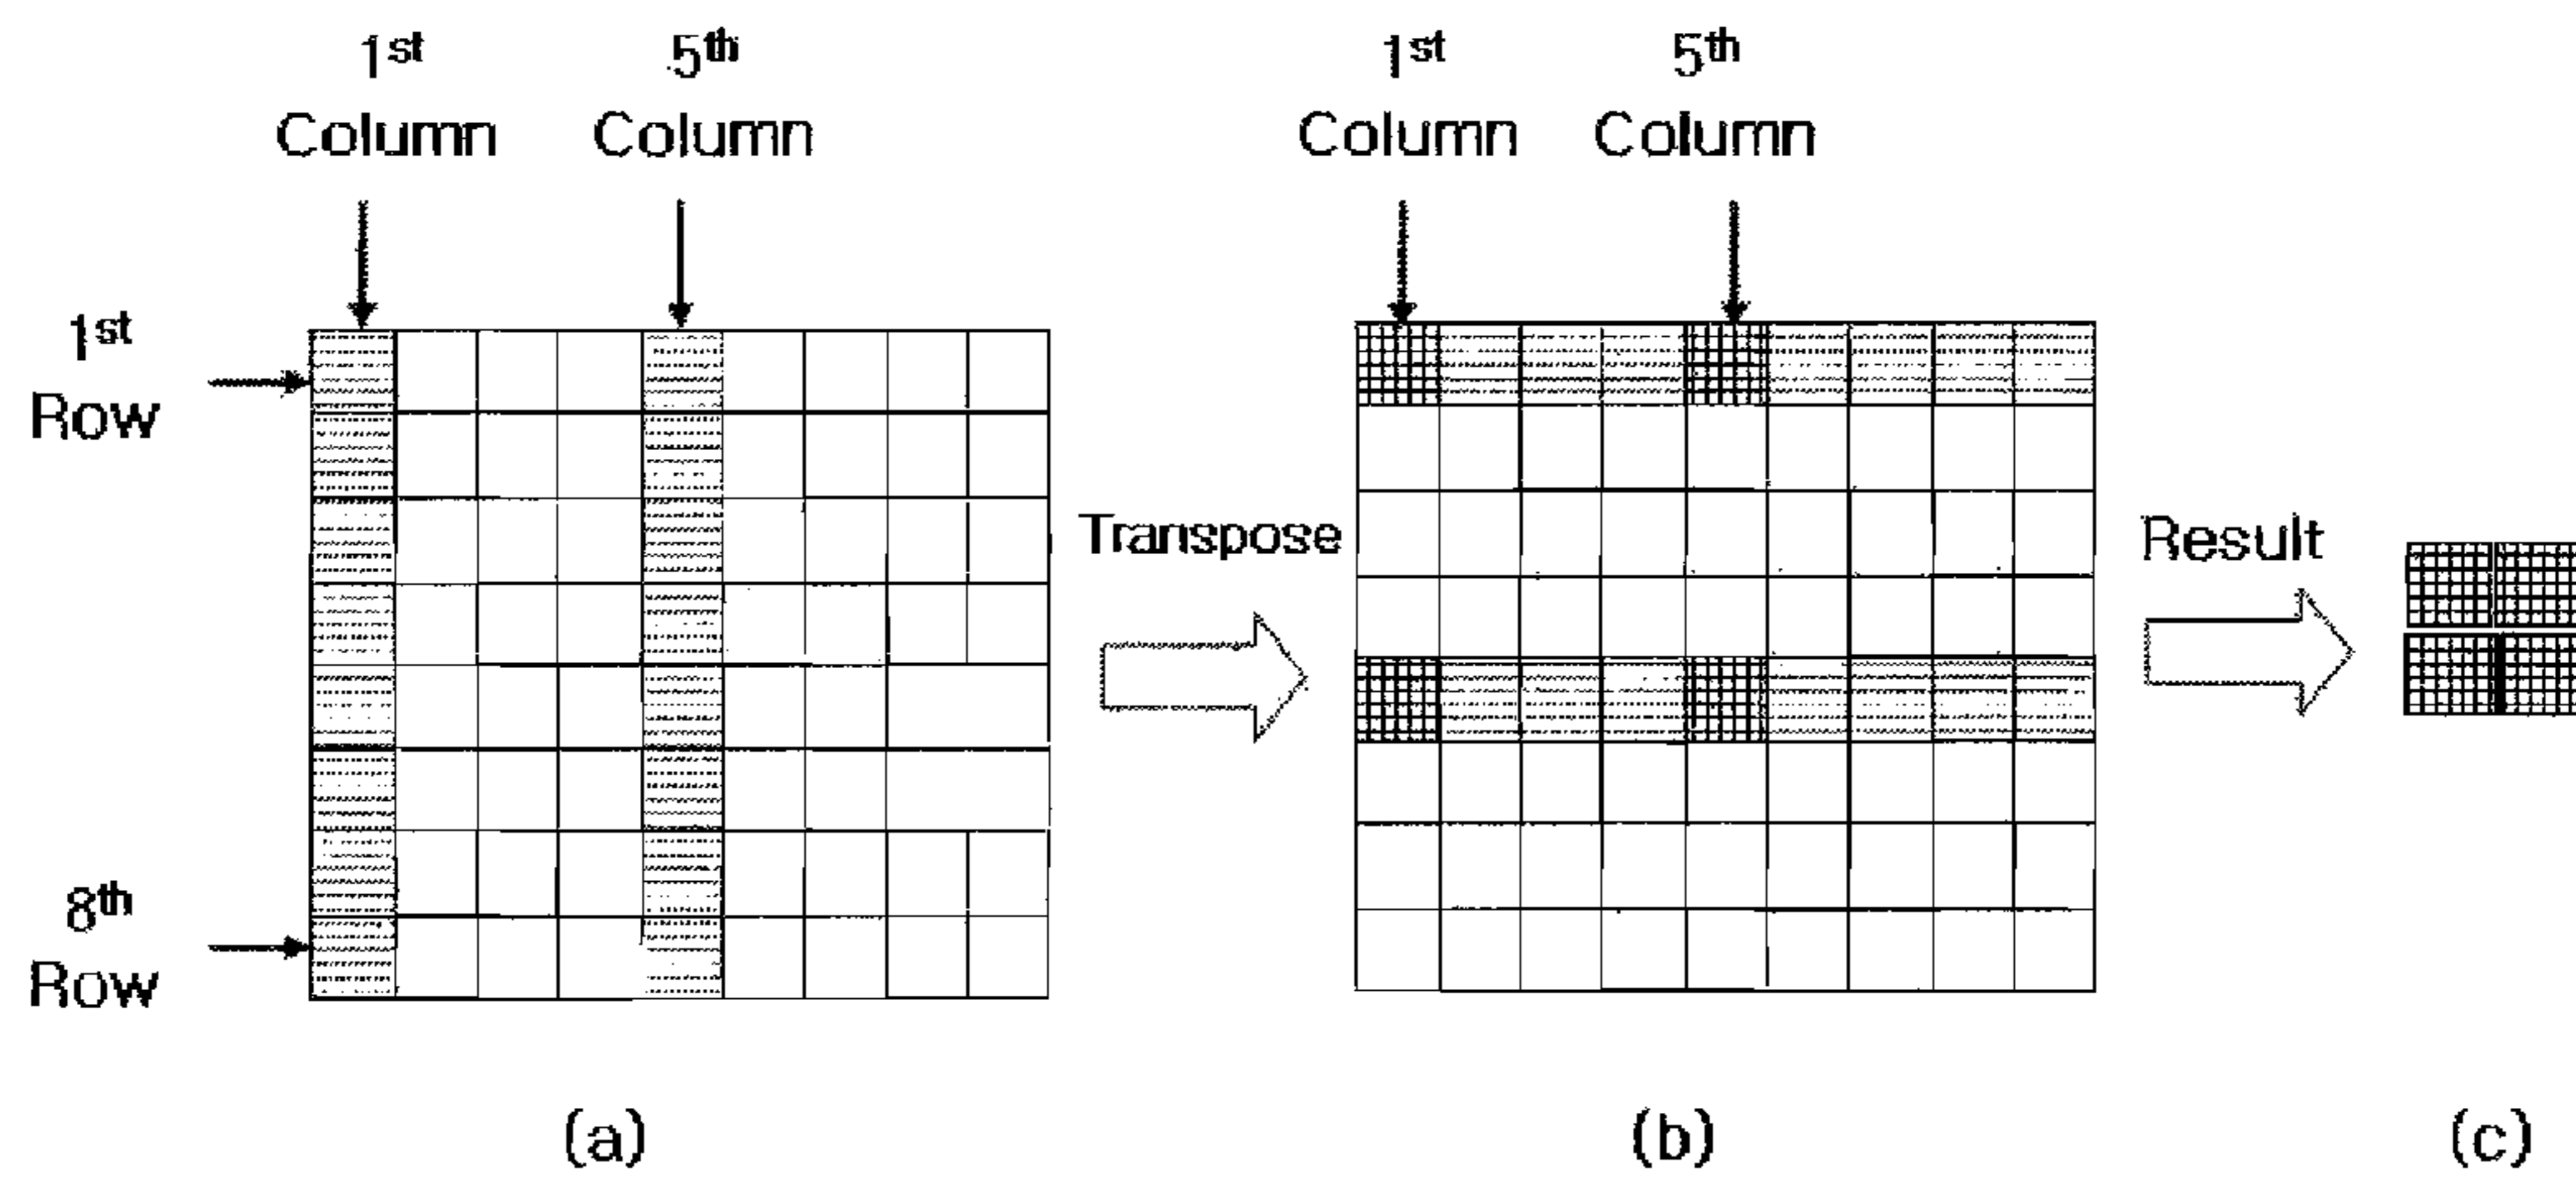 1st
Column
5th
Column
1st
Column
5th
Column
1st
Row
Transpose
Result
8th
Row
(a)
(b)
(c)